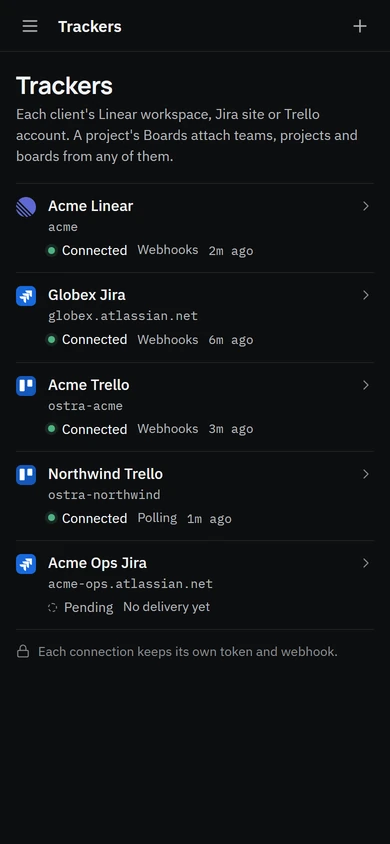 Trackers
Trackers
Each client's Linear workspace, Jira site or Trello
account. A project's Boards attach teams, projects and
boards from any of them.
Acme Linear
acme
Connected Webhooks 2m ago
Globex Jira
globex.atlassian.net
Connected Webhooks 6m ago
Acme Trello
ostra-acme
Connected Webhooks 3m ago
Northwind Trello
ostra-northwind
Connected Polling 1m ago
Acme Ops Jira
acme-ops.atlassian.net
Pending No delivery yet
Each connection keeps its own token and webhook.